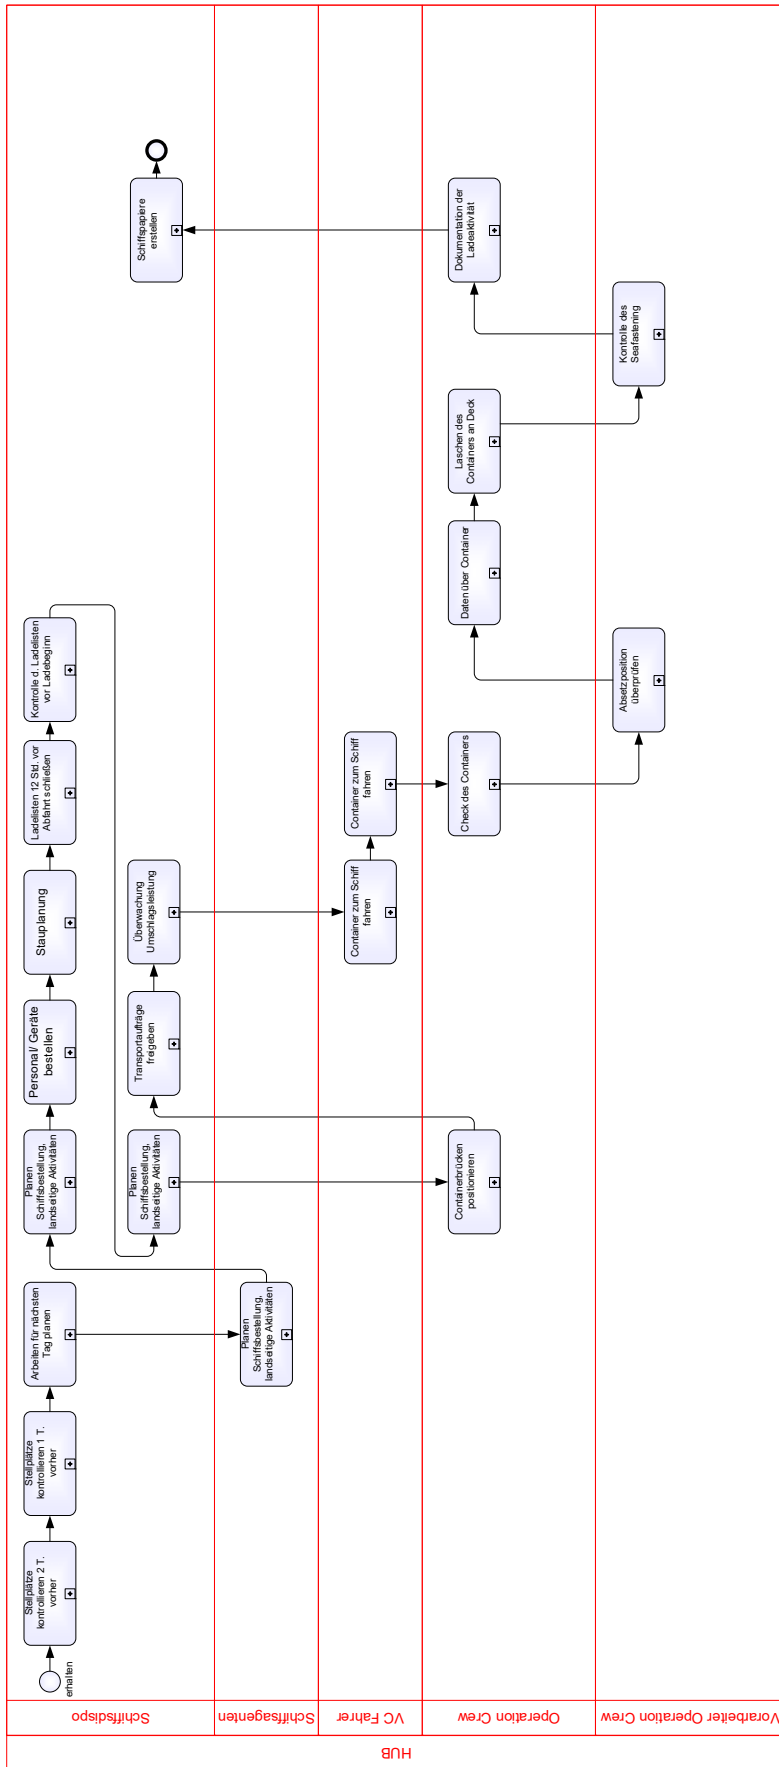 HUB
Schiffsdispo
Schiffsagenten
VC Fahrer
Operation Crew
Vorarbeiter Operation Crew
erhalten
Stellplätze
kontrollieren 2 T.
vorher
Stellplätze
kontrollieren 1 T.
vorher
Arbeiten für nächsten
Tag planen
Planen
Schiffsbestellung,
landseitige Aktivitäten
Planen
Schiffsbestellung,
landseitige Aktivitäten
Personal/ Geräte
bestellen
Stauplanung
Ladelisten 12 Std. vor
Abfahrt schließen
Kontrolle d. Ladelisten
vor Ladebeginn
Planen
Schiffsbestellung,
landseitige Aktivitäten
Containerbrücken
positionieren
Transportaufträge
freigeben
Überwachung
Umschlagsleistung
Container zum Schiff
fahren
Container zum Schiff
fahren
Check des Containers
Absetzposition
überprüfen
Daten über Container
Laschen des
Containers an Deck
Kontrolle des
Seafastening
Dokumentation der
Ladeaktivität
Schiffspapiere
erstellen